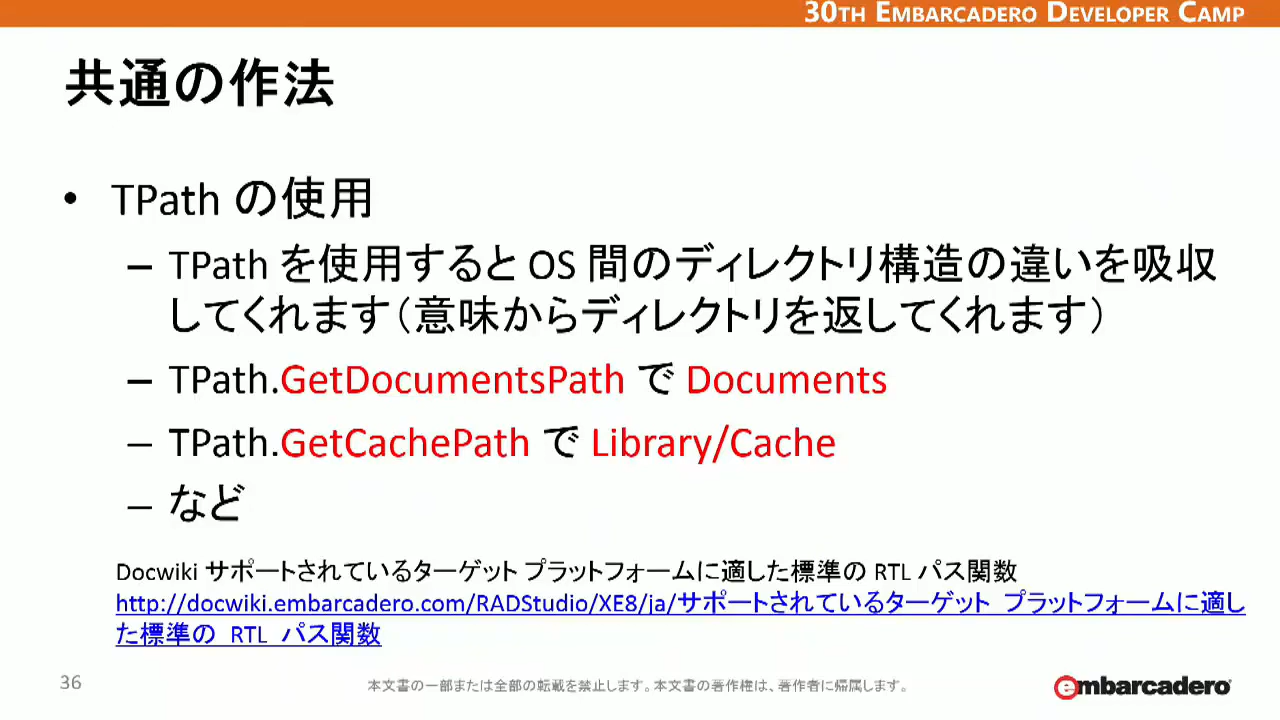 30TH EMBARCADERO DEVELOPER CAMP
共通の作法
• TPath の使用
– TPath を使用すると OS 間のディレクトリ構造の違いを吸収
してくれます（意味からディレクトリを返してくれます）
– TPath.GetDocumentsPath で Documents
– TPath.GetCachePath で Library/Cache
– など
Docwiki サポートされているターゲット プラットフォームに適した標準の RTL パス関数
http://docwiki.embarcadero.com/RADStudio/XE8/ja/サポートされているターゲット_プラットフォームに適し
た標準の_RTL_パス関数
36
本文書の一部または全部の転載を禁止します。本文書の著作権は、著作者に帰属します。
embarcadero